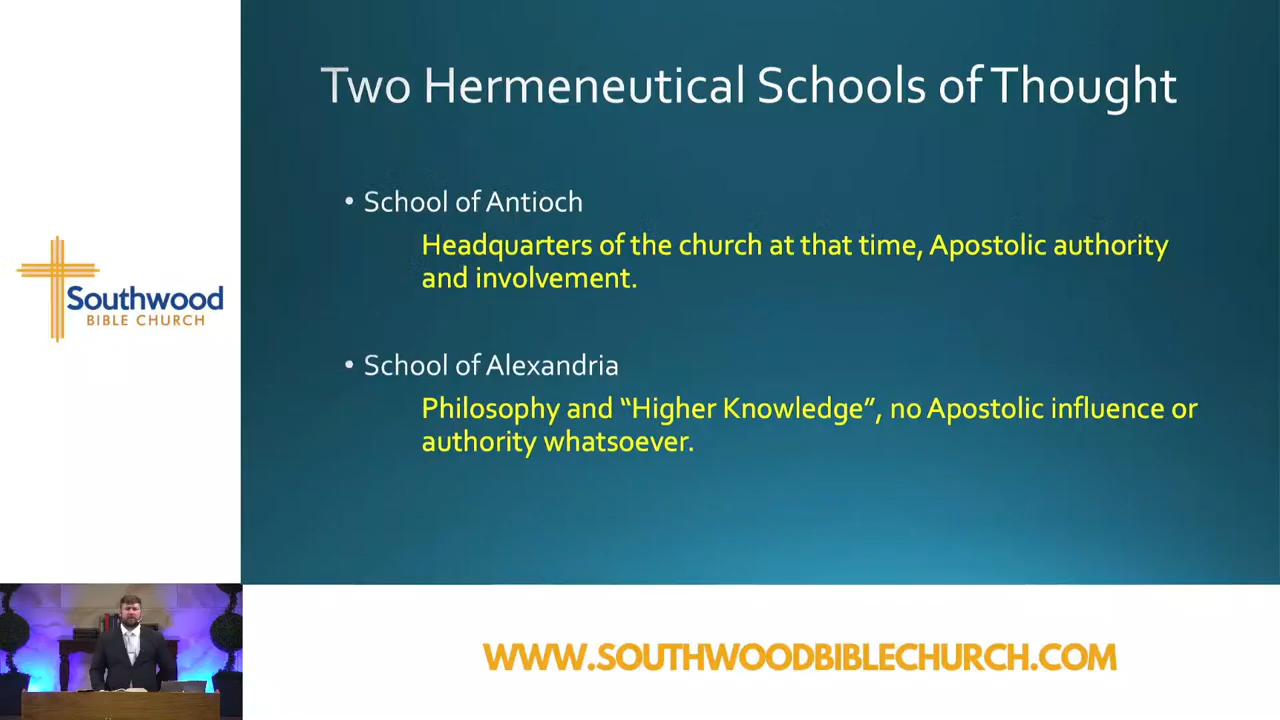 Two Hermeneutical Schools of Thought
• School of Antioch
Headquarters of the church at that time, Apostolic authority
and involvement.
• School of Alexandria
Philosophy and “Higher Knowledge”, no Apostolic influence or
authority whatsoever.
Southwood
BIBLE CHURCH
WWW.SOUTHWOODBIBLECHURCH.COM